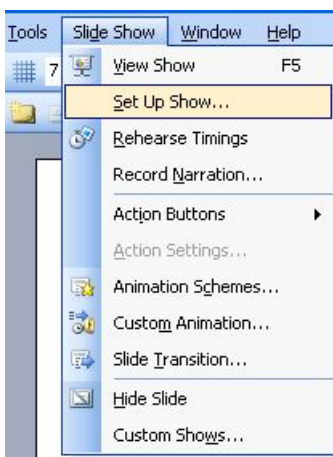 Tools Slide Show Window Help
7 View Show F5
Set Up Show...
Rehearse Timings
Record Narration...
Action Buttons
Action Settings...
Animation Schemes...
Custom Animation...
Slide Transition...
Hide Slide
Custom Shows...